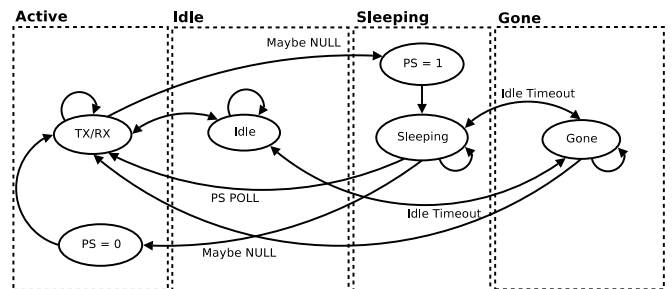 Active
Idle
Sleeping
Gone
Maybe NULL
PS = 1
Idle Timeout
TX/RX
Idle
Sleeping
Gone
PS POLL
Idle Timeout
PS = 0
Maybe NULL